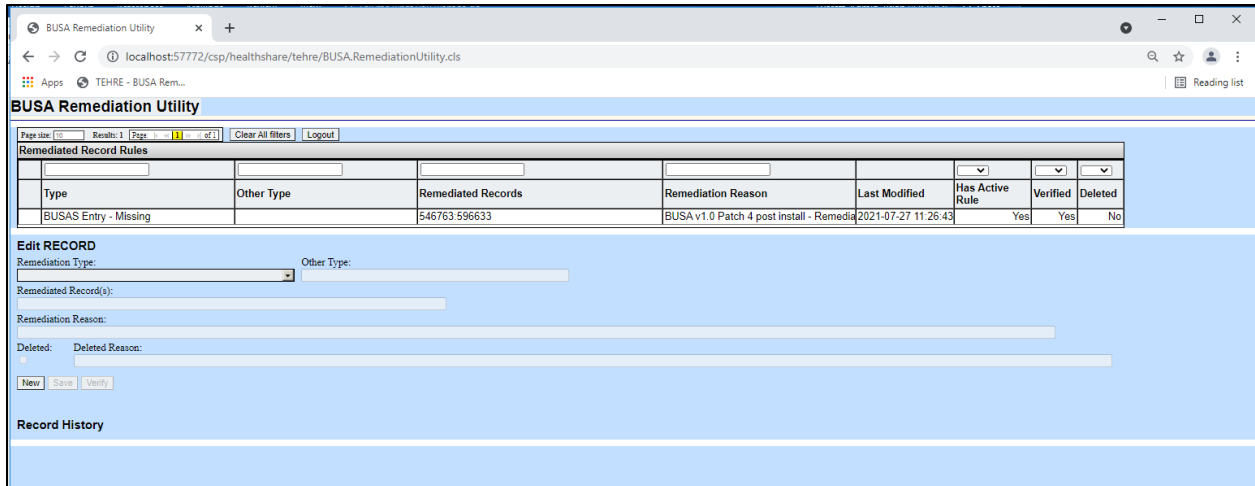 BUSA Remediation Utility
localhost:57772/csp/healthshare/tehre/BUSA.RemediationUtility.cls
Apps TEHRE - BUSA Rem... Reading list
BUSA Remediation Utility
Page size: 10 Results: 1 Page: |< << 1 >> >| of 1 Clear All filters Logout
Remediated Record Rules
Type Other Type Remediated Records Remediation Reason Last Modified Has Active Rule Verified Deleted
BUSAS Entry - Missing 546763:596633 BUSA v1.0 Patch 4 post install - Remedia 2021-07-27 11:26:43 Yes Yes No
Edit RECORD
Remediation Type: Other Type:
Remediated Record(s):
Remediation Reason:
Deleted: Deleted Reason:
New Save Verify
Record History